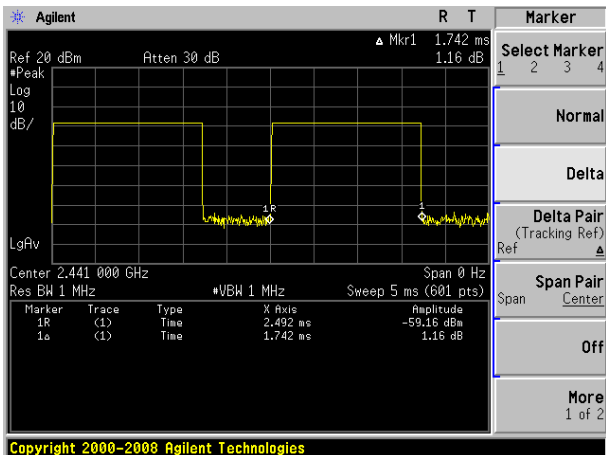 Agilent R T Marker
Δ Mkr1 1.742 ms
Ref 20 dBm Atten 30 dB 1.16 dB
Select Marker
1 2 3 4
#Peak
Log
10
dB/
Normal
Delta
1R
1
Delta Pair
(Tracking Ref)
Ref Δ
LgAv
Center 2.441 000 GHz Span 0 Hz
Res BW 1 MHz #VBW 1 MHz Sweep 5 ms (601 pts)
Span Pair
Span Center
Marker Trace Type X Axis Amplitude
1R (1) Time 2.492 ms -59.16 dBm
1Δ (1) Time 1.742 ms 1.16 dB
Off
More
1 of 2
Copyright 2000-2008 Agilent Technologies